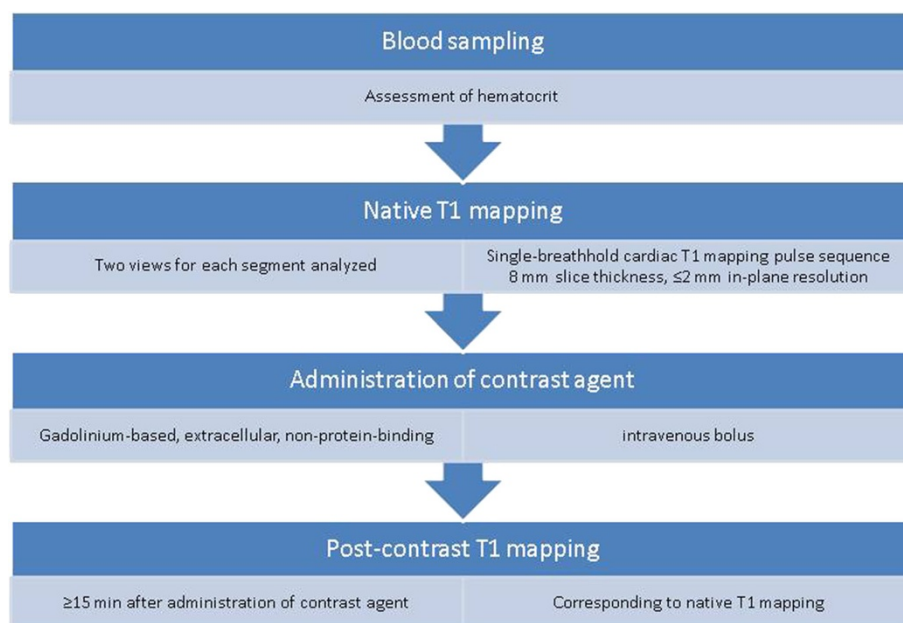 Blood sampling
Assessment of hematocrit
Native T1 mapping
Two views for each segment analyzed
Single-breathhold cardiac T1 mapping pulse sequence
8 mm slice thickness, ≤2 mm in-plane resolution
Administration of contrast agent
Gadolinium-based, extracellular, non-protein-binding
intravenous bolus
Post-contrast T1 mapping
≥15 min after administration of contrast agent
Corresponding to native T1 mapping